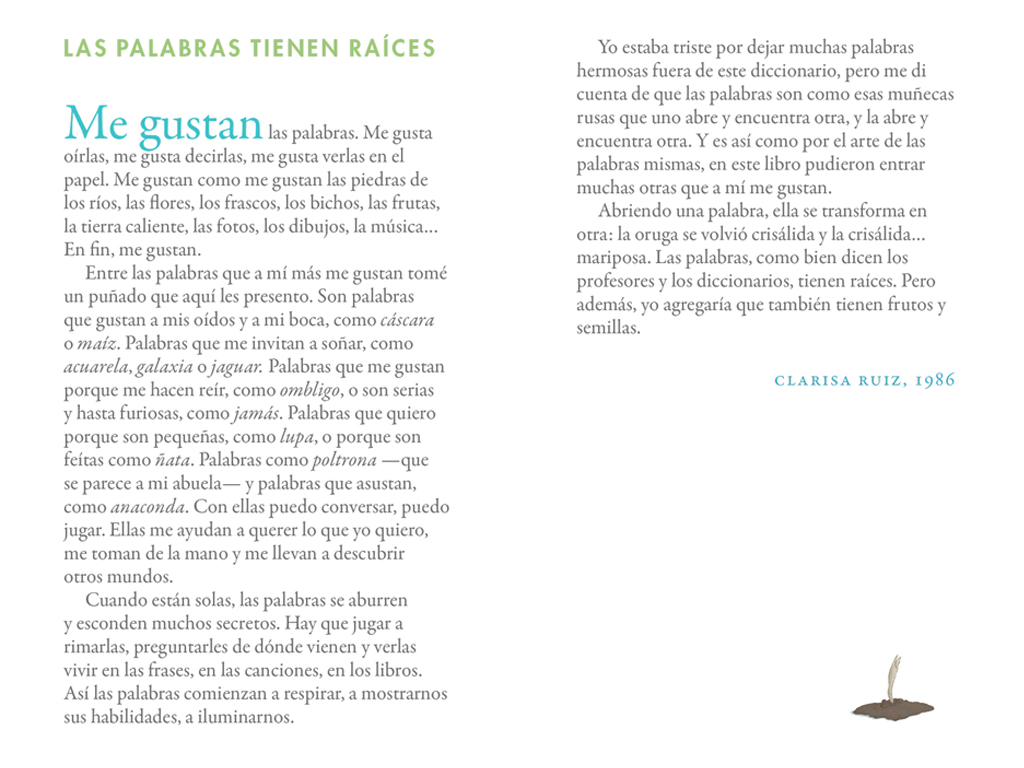 LAS PALABRAS TIENEN RAÍCES
Me gustan las palabras. Me gusta
oírlas, me gusta decirlas, me gusta verlas en el
papel. Me gustan como me gustan las piedras de
los ríos, las flores, los frascos, los bichos, las frutas,
la tierra caliente, las fotos, los dibujos, la música...
En fin, me gustan.
Entre las palabras que a mí más me gustan tomé
un puñado que aquí les presento. Son palabras
que gustan a mis oídos y a mi boca, como cáscara
o maíz. Palabras que me invitan a soñar, como
acuarela, galaxia o jaguar. Palabras que me gustan
porque me hacen reír, como ombligo, o son serias
y hasta furiosas, como jamás. Palabras que quiero
porque son pequeñas, como lupa, o porque son
feítas como ñata. Palabras como poltrona —que
se parece a mi abuela— y palabras que asustan,
como anaconda. Con ellas puedo conversar, puedo
jugar. Ellas me ayudan a querer lo que yo quiero,
me toman de la mano y me llevan a descubrir
otros mundos.
Cuando están solas, las palabras se aburren
y esconden muchos secretos. Hay que jugar a
rimarlas, preguntarles de dónde vienen y verlas
vivir en las frases, en las canciones, en los libros.
Así las palabras comienzan a respirar, a mostrarnos
sus habilidades, a iluminarnos.
Yo estaba triste por dejar muchas palabras
hermosas fuera de este diccionario, pero me di
cuenta de que las palabras son como esas muñecas
rusas que uno abre y encuentra otra, y la abre y
encuentra otra. Y es así como por el arte de las
palabras mismas, en este libro pudieron entrar
muchas otras que a mí me gustan.
Abriendo una palabra, ella se transforma en
otra: la oruga se volvió crisálida y la crisálida...
mariposa. Las palabras, como bien dicen los
profesores y los diccionarios, tienen raíces. Pero
además, yo agregaría que también tienen frutos y
semillas.
CLARISA RUIZ, 1986